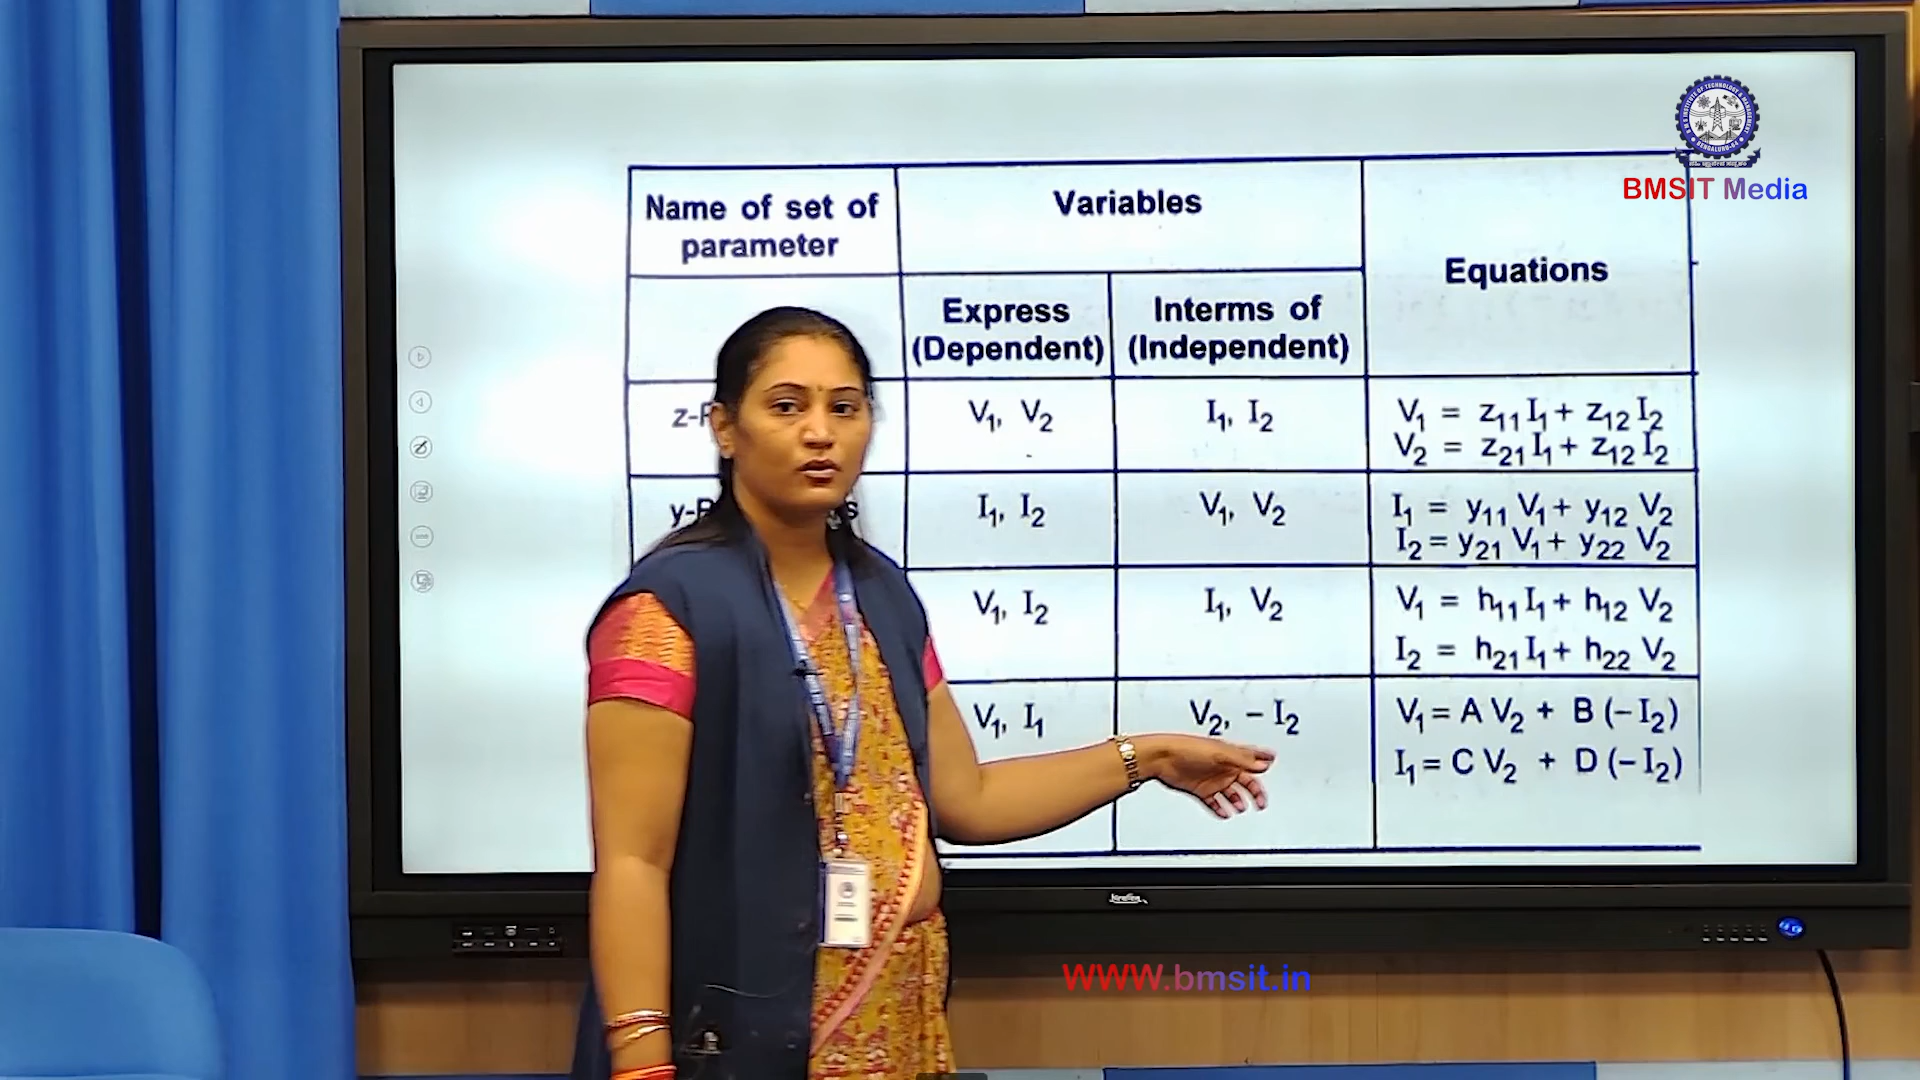 BMSIT Media
Name of set of
parameter
Variables
Equations
Express
(Dependent)
Interms of
(Independent)
V₁, V₂
I₁, I₂
V₁ = z₁₁ I₁ + z₁₂ I₂
V₂ = z₂₁ I₁ + z₁₂ I₂
I₁, I₂
V₁, V₂
I₁ = y₁₁ V₁ + y₁₂ V₂
I₂ = y₂₁ V₁ + y₂₂ V₂
V₁, I₂
I₁, V₂
V₁ = h₁₁ I₁ + h₁₂ V₂
I₂ = h₂₁ I₁ + h₂₂ V₂
V₁, I₁
V₂, – I₂
V₁ = A V₂ + B (– I₂)
I₁ = C V₂ + D (– I₂)
WWW.bmsit.in